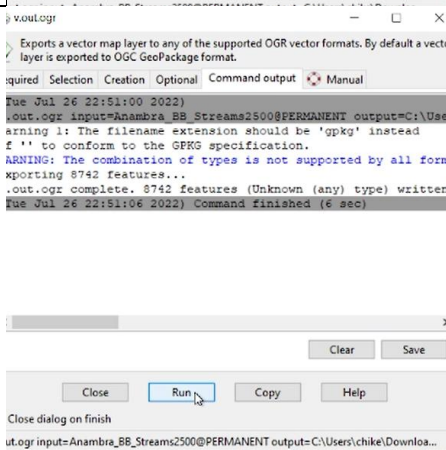 v.out.ogr
Exports a vector map layer to any of the supported OGR vector formats. By default a vecto
layer is exported to OGC GeoPackage format.
equired Selection Creation Optional Command output Manual
Tue Jul 26 22:51:00 2022)
.out.ogr input=Anambra_BB_Streams2500@PERMANENT output=C:\Use
arning 1: The filename extension should be 'gpkg' instead
f '' to conform to the GPKG specification.
ARNING: The combination of types is not supported by all form
xporting 8742 features...
.out.ogr complete. 8742 features (Unknown (any) type) written
Tue Jul 26 22:51:06 2022) Command finished (6 sec)
Clear Save
Close Run Copy Help
Close dialog on finish
ut.ogr input=Anambra_BB_Streams2500@PERMANENT output=C:\Users\chike\Downloa...